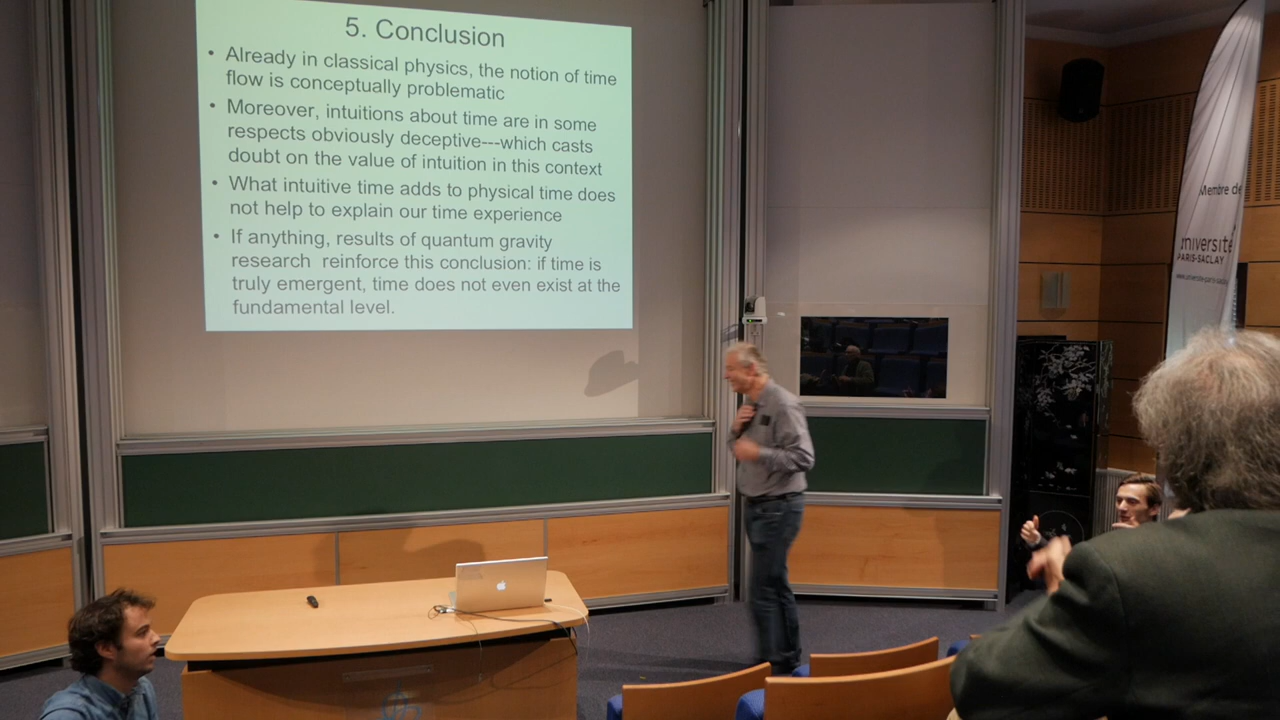 5. Conclusion
• Already in classical physics, the notion of time
flow is conceptually problematic
• Moreover, intuitions about time are in some
respects obviously deceptive---which casts
doubt on the value of intuition in this context
• What intuitive time adds to physical time does
not help to explain our time experience
• If anything, results of quantum gravity
research reinforce this conclusion: if time is
truly emergent, time does not even exist at the
fundamental level.
Membre de
université
PARIS-SACLAY